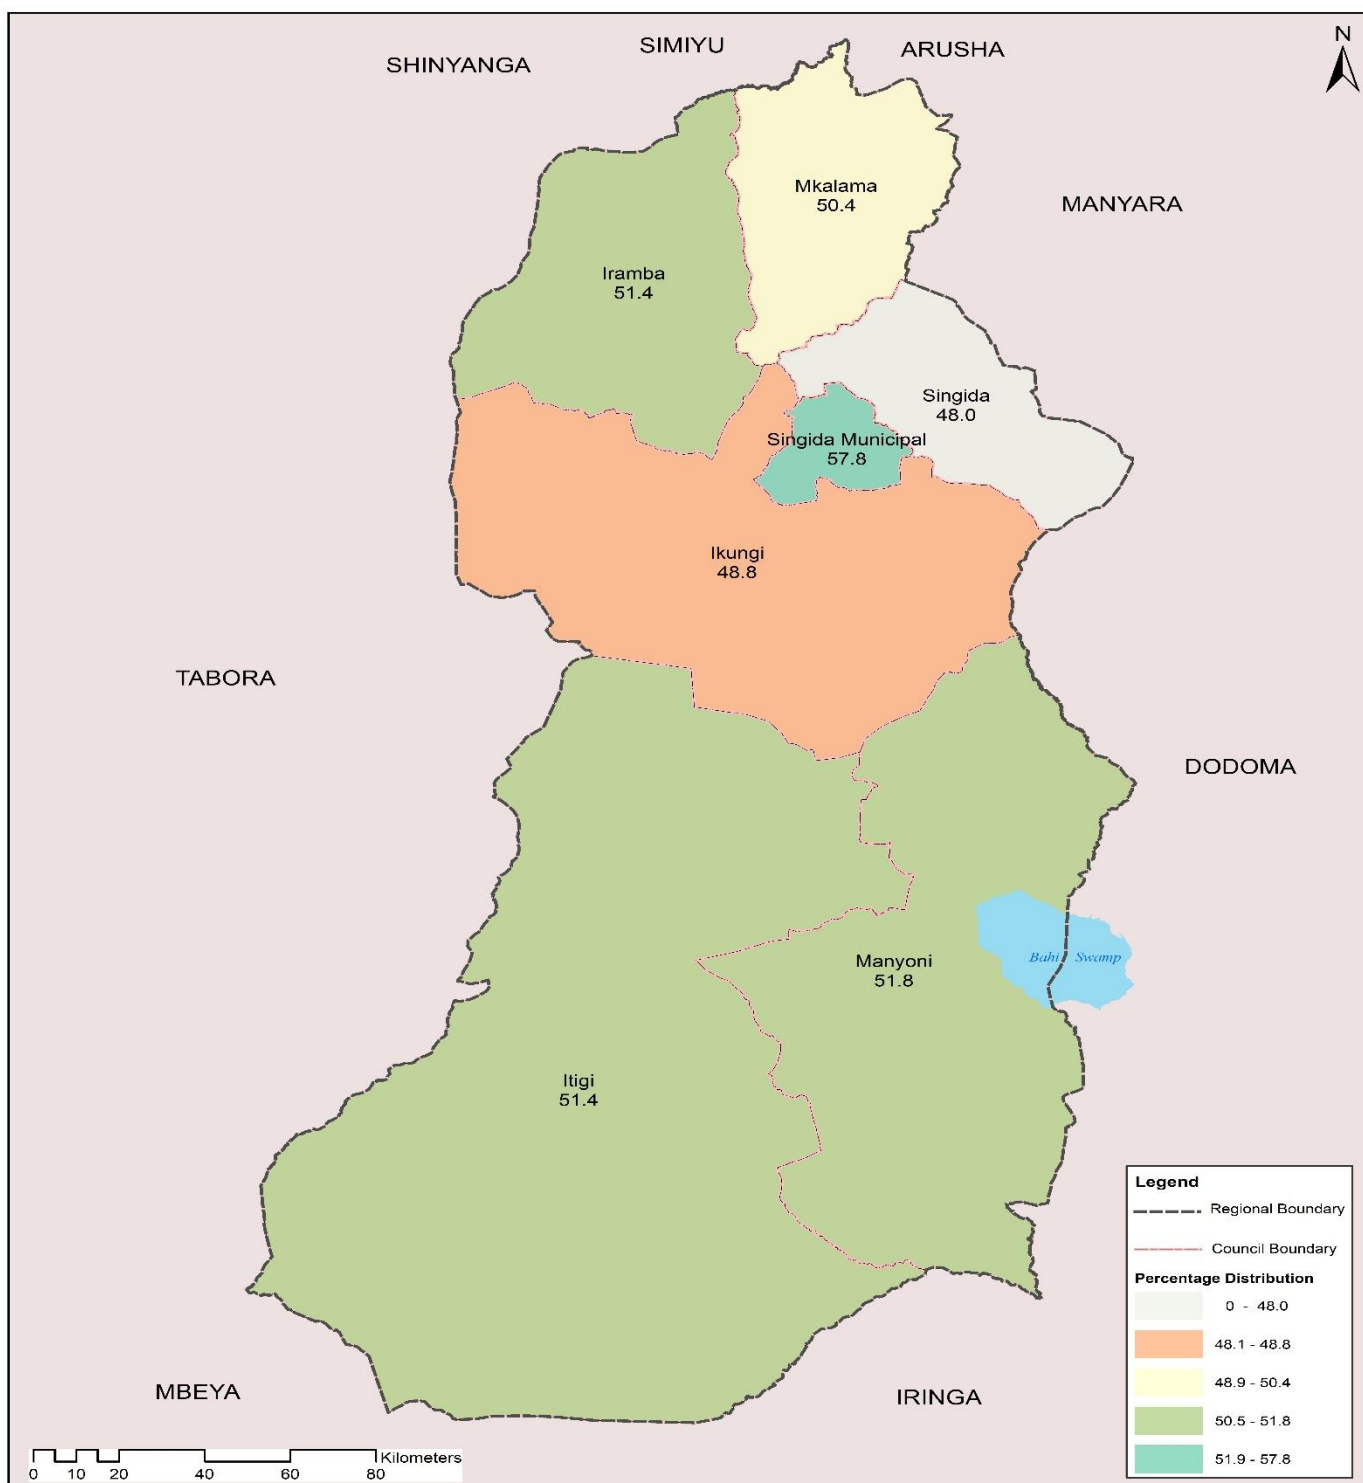 SIMIYU
ARUSHA
N
SHINYANGA
Mkalama
50.4
MANYARA
Iramba
51.4
Singida
48.0
Singida Municipal
57.8
Ikungi
48.8
TABORA
DODOMA
Bahi Swamp
Manyoni
51.8
Itigi
51.4
MBEYA
IRINGA
Legend
Regional Boundary
Council Boundary
Percentage Distribution
0 - 48.0
48.1 - 48.8
48.9 - 50.4
50.5 - 51.8
51.9 - 57.8
Kilometers
0 10 20 40 60 80